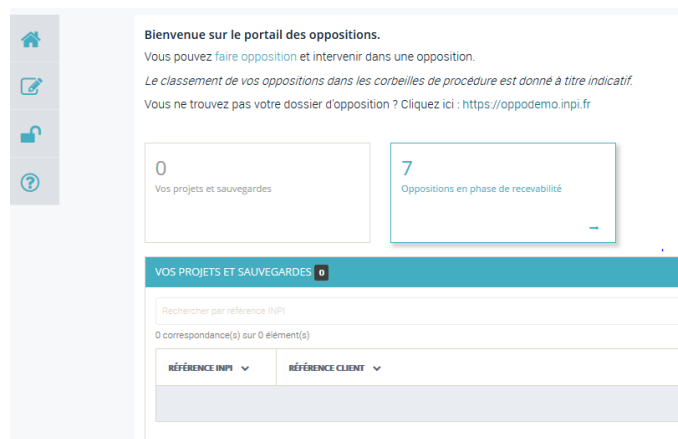 Bienvenue sur le portail des oppositions.
Vous pouvez faire opposition et intervenir dans une opposition.
Le classement de vos oppositions dans les corbeilles de procédure est donné à titre indicatif.
Vous ne trouvez pas votre dossier d'opposition ? Cliquez ici : https://oppodemo.inpi.fr
0
Vos projets et sauvegardes
7
Oppositions en phase de recevabilité
VOS PROJETS ET SAUVEGARDES 0
Rechercher par référence INPI
0 correspondance(s) sur 0 élément(s)
RÉFÉRENCE INPI RÉFÉRENCE CLIENT